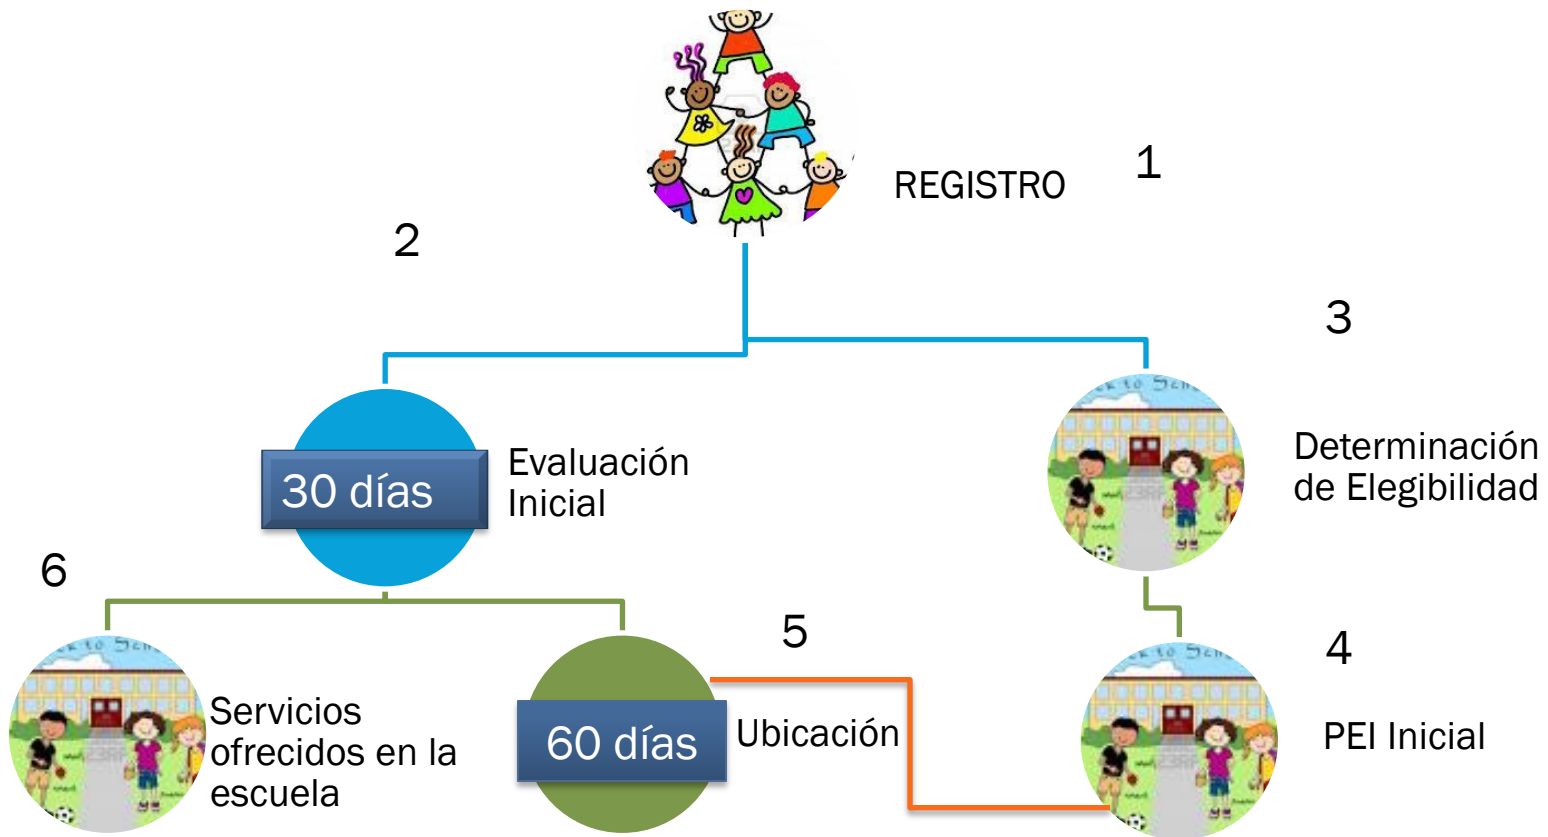 REGISTRO
1
2
3
30 días
Evaluación
Inicial
Determinación
de Elegibilidad
6
5
4
Servicios
ofrecidos en la
escuela
60 días
Ubicación
PEI Inicial